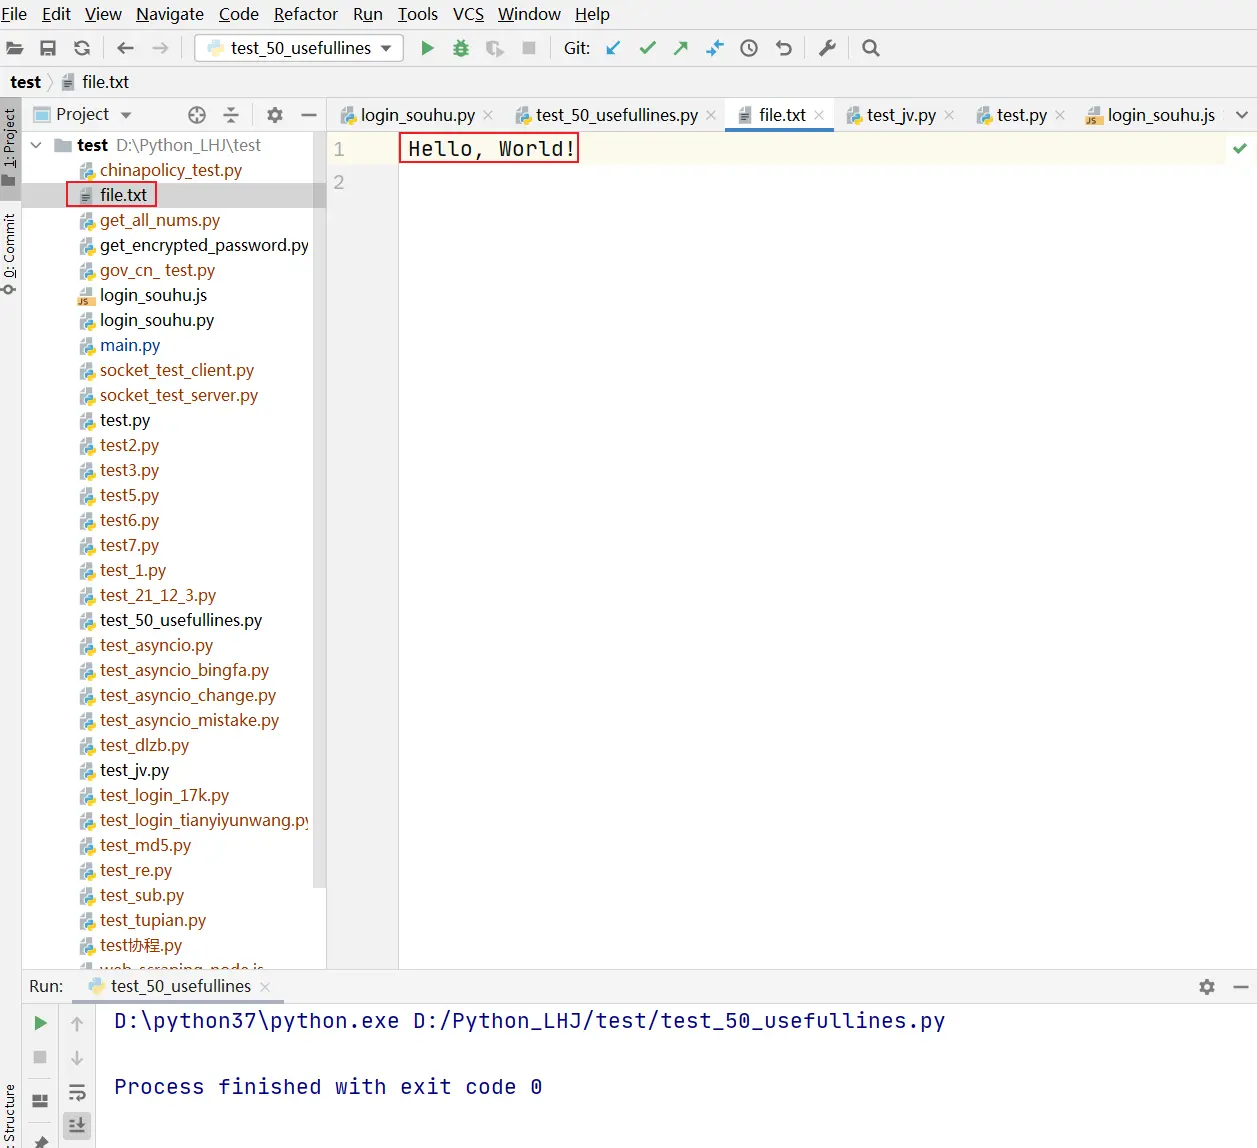 File Edit View Navigate Code Refactor Run Tools VCS Window Help
test_50_usefullines Git:
test file.txt
1: Project
0: Commit
Project
login_souhu.py test_50_usefullines.py file.txt test_jv.py test.py login_souhu.js
test D:\Python_LHJ\test
chinapolicy_test.py
file.txt
get_all_nums.py
get_encrypted_password.py
gov_cn_ test.py
login_souhu.js
login_souhu.py
main.py
socket_test_client.py
socket_test_server.py
test.py
test2.py
test3.py
test5.py
test6.py
test7.py
test_1.py
test_21_12_3.py
test_50_usefullines.py
test_asyncio.py
test_asyncio_bingfa.py
test_asyncio_change.py
test_asyncio_mistake.py
test_dlzb.py
test_jv.py
test_login_17k.py
test_login_tianyiyunwang.py
test_md5.py
test_re.py
test_sub.py
test_tupian.py
test协程.py
web_scraping_node.js
1 Hello, World!
2
Run: test_50_usefullines
D:\python37\python.exe D:/Python_LHJ/test/test_50_usefullines.py
Process finished with exit code 0
Structure